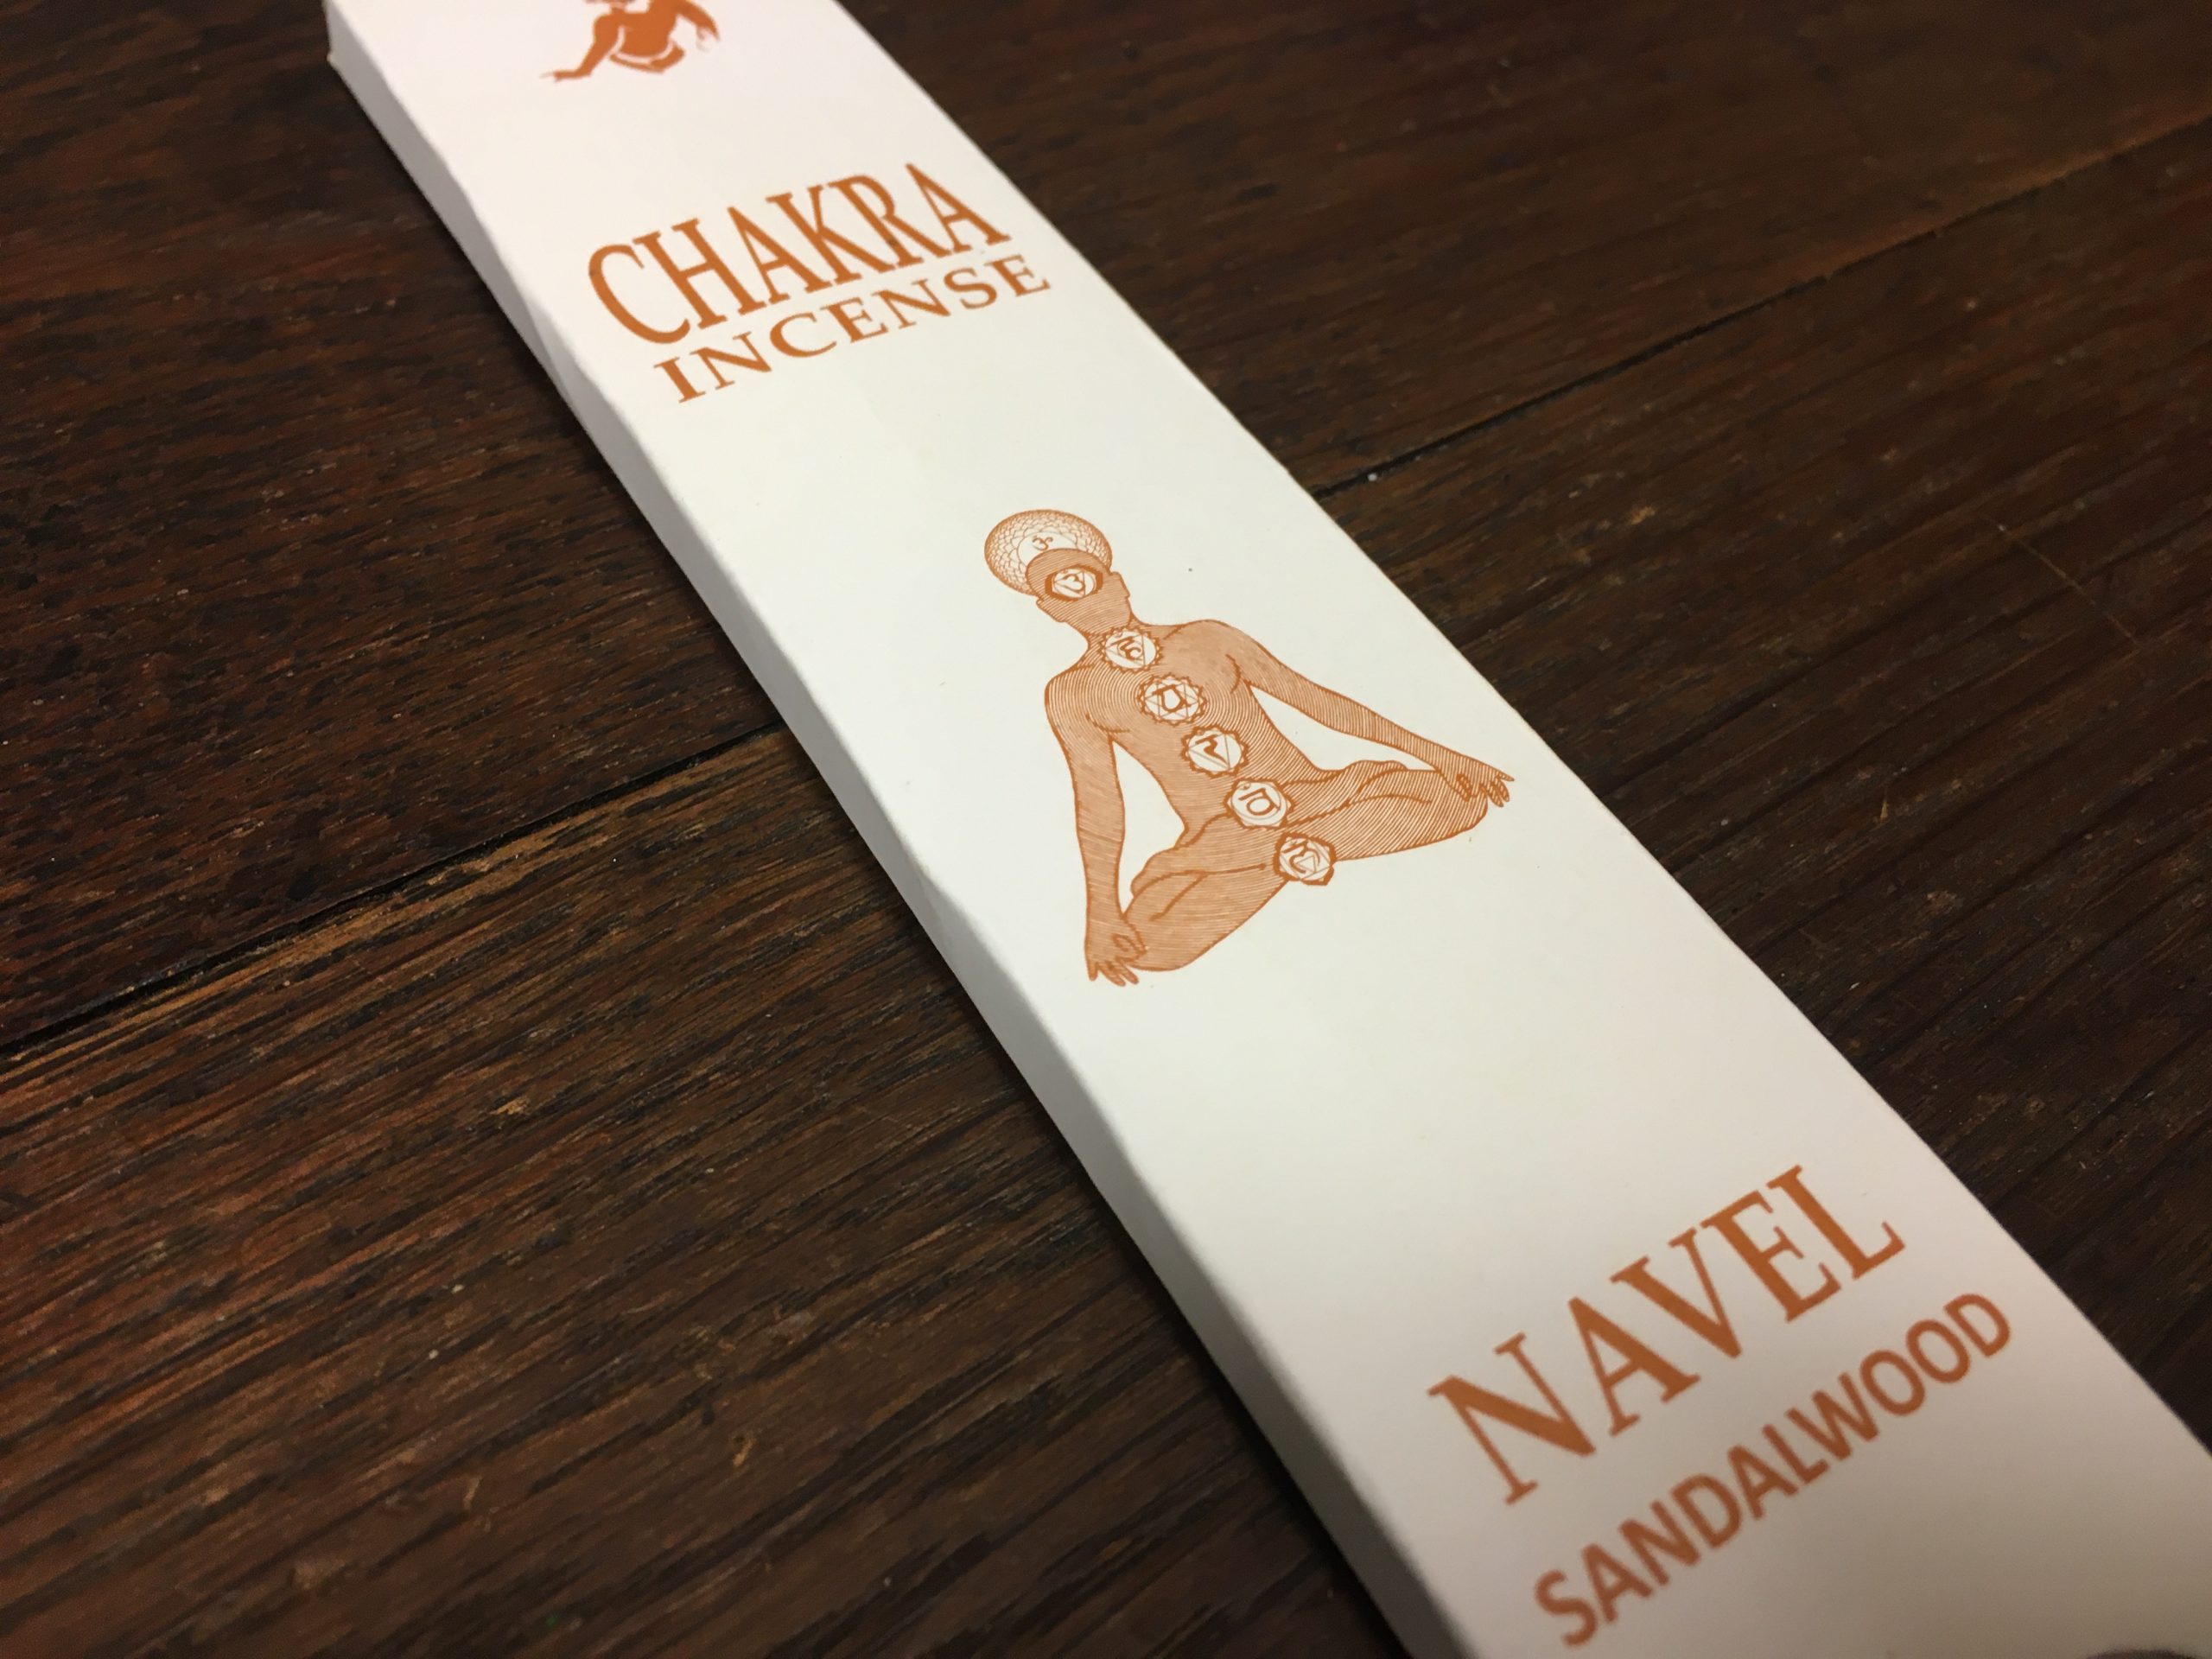 CHAKRA
INCENSE
ॐ
ॐ
हं
यं
रं
वं
लं
NAVEL
SANDALWOOD